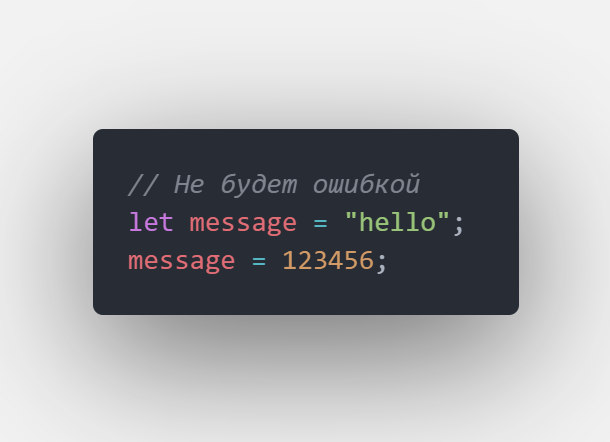 // Не будет ошибкой
let message = "hello";
message = 123456;